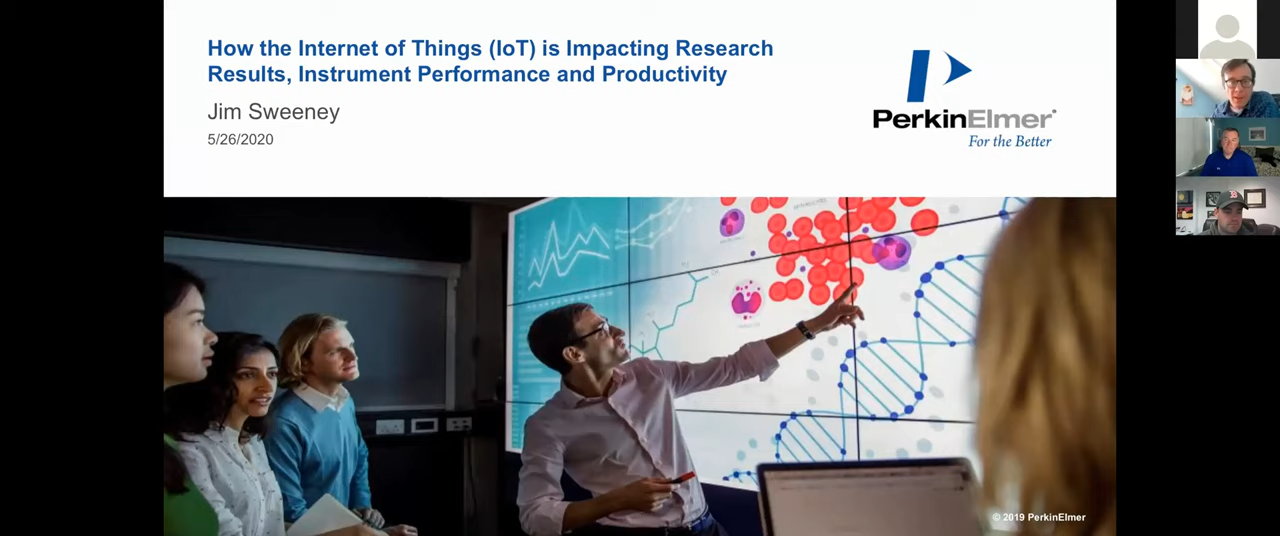 How the Internet of Things (IoT) is Impacting Research
Results, Instrument Performance and Productivity
Jim Sweeney
5/26/2020
PerkinElmer
For the Better
© 2019 PerkinElmer